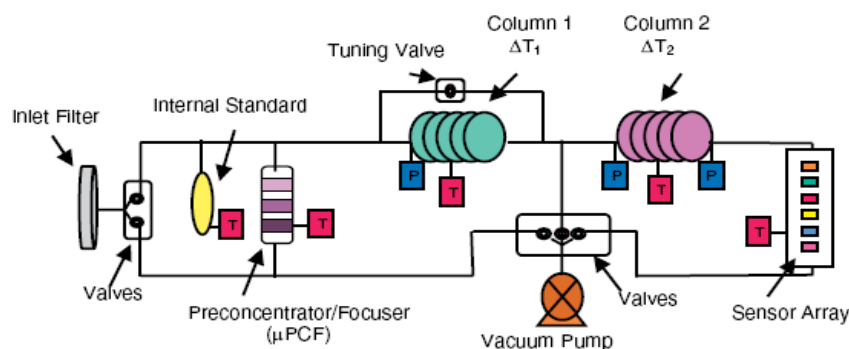 Column 1
ΔT₁
Column 2
ΔT₂
Tuning Valve
Internal Standard
Inlet Filter
P
T
P
T
P
T
T
T
Valves
Preconcentrator/Focuser
(µPCF)
Vacuum Pump
Valves
Sensor Array